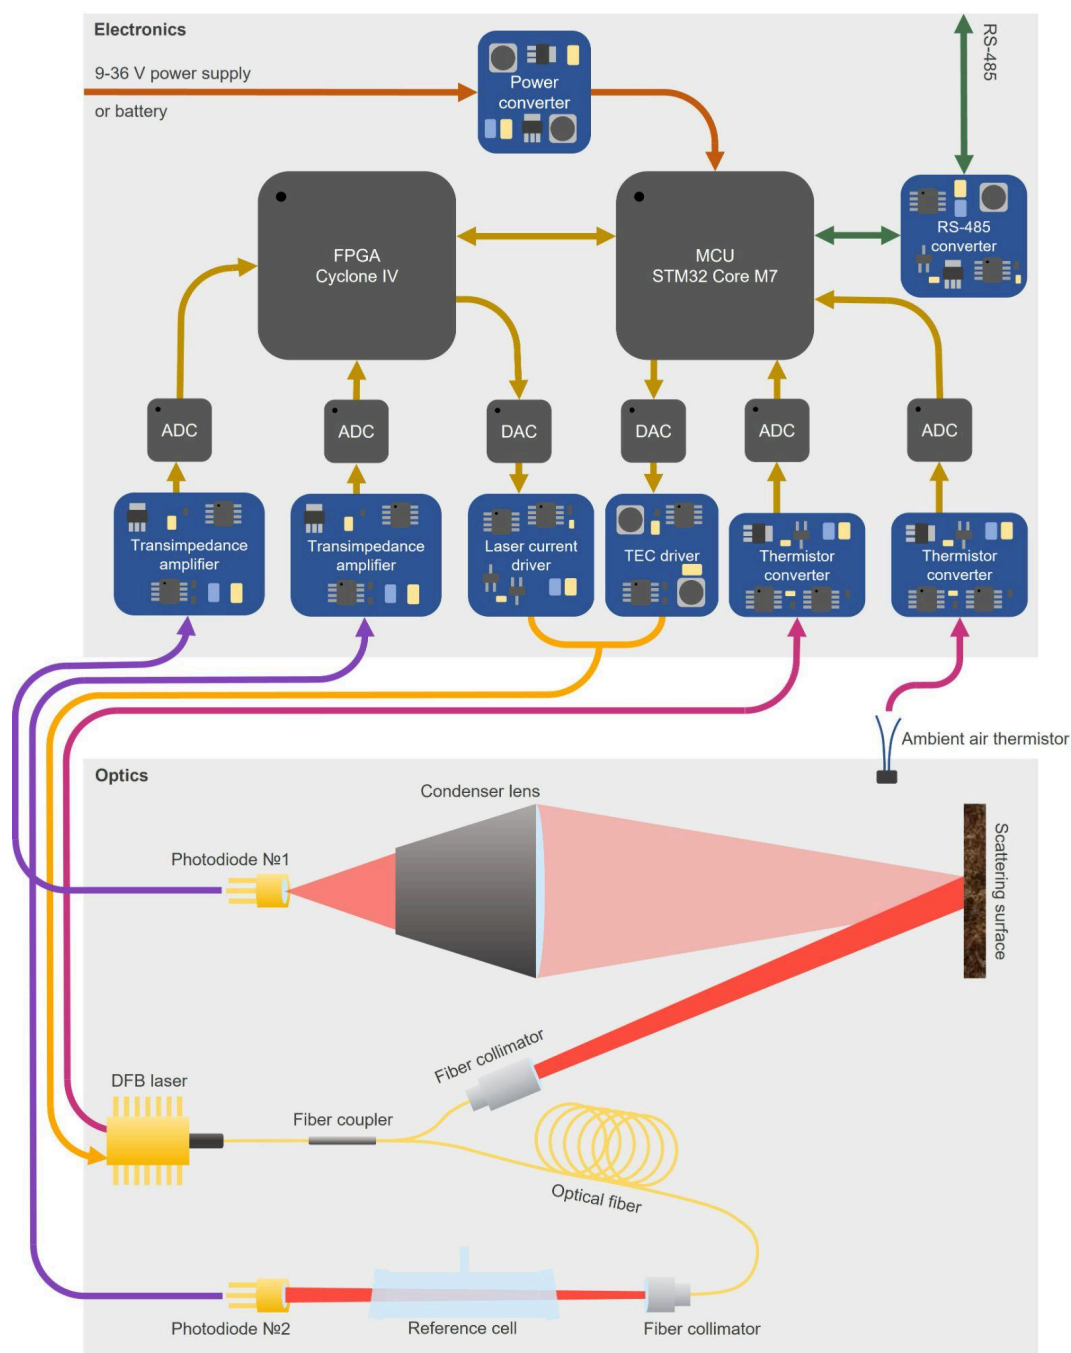 Electronics
9-36 V power supply
or battery
Power
converter
RS-485
FPGA
Cyclone IV
MCU
STM32 Core M7
RS-485
converter
ADC
ADC
DAC
DAC
ADC
ADC
Transimpedance
amplifier
Transimpedance
amplifier
Laser current
driver
TEC driver
Thermistor
converter
Thermistor
converter
Ambient air thermistor
Optics
Condenser lens
Photodiode №1
Scattering surface
Fiber collimator
DFB laser
Fiber coupler
Optical fiber
Photodiode №2
Reference cell
Fiber collimator